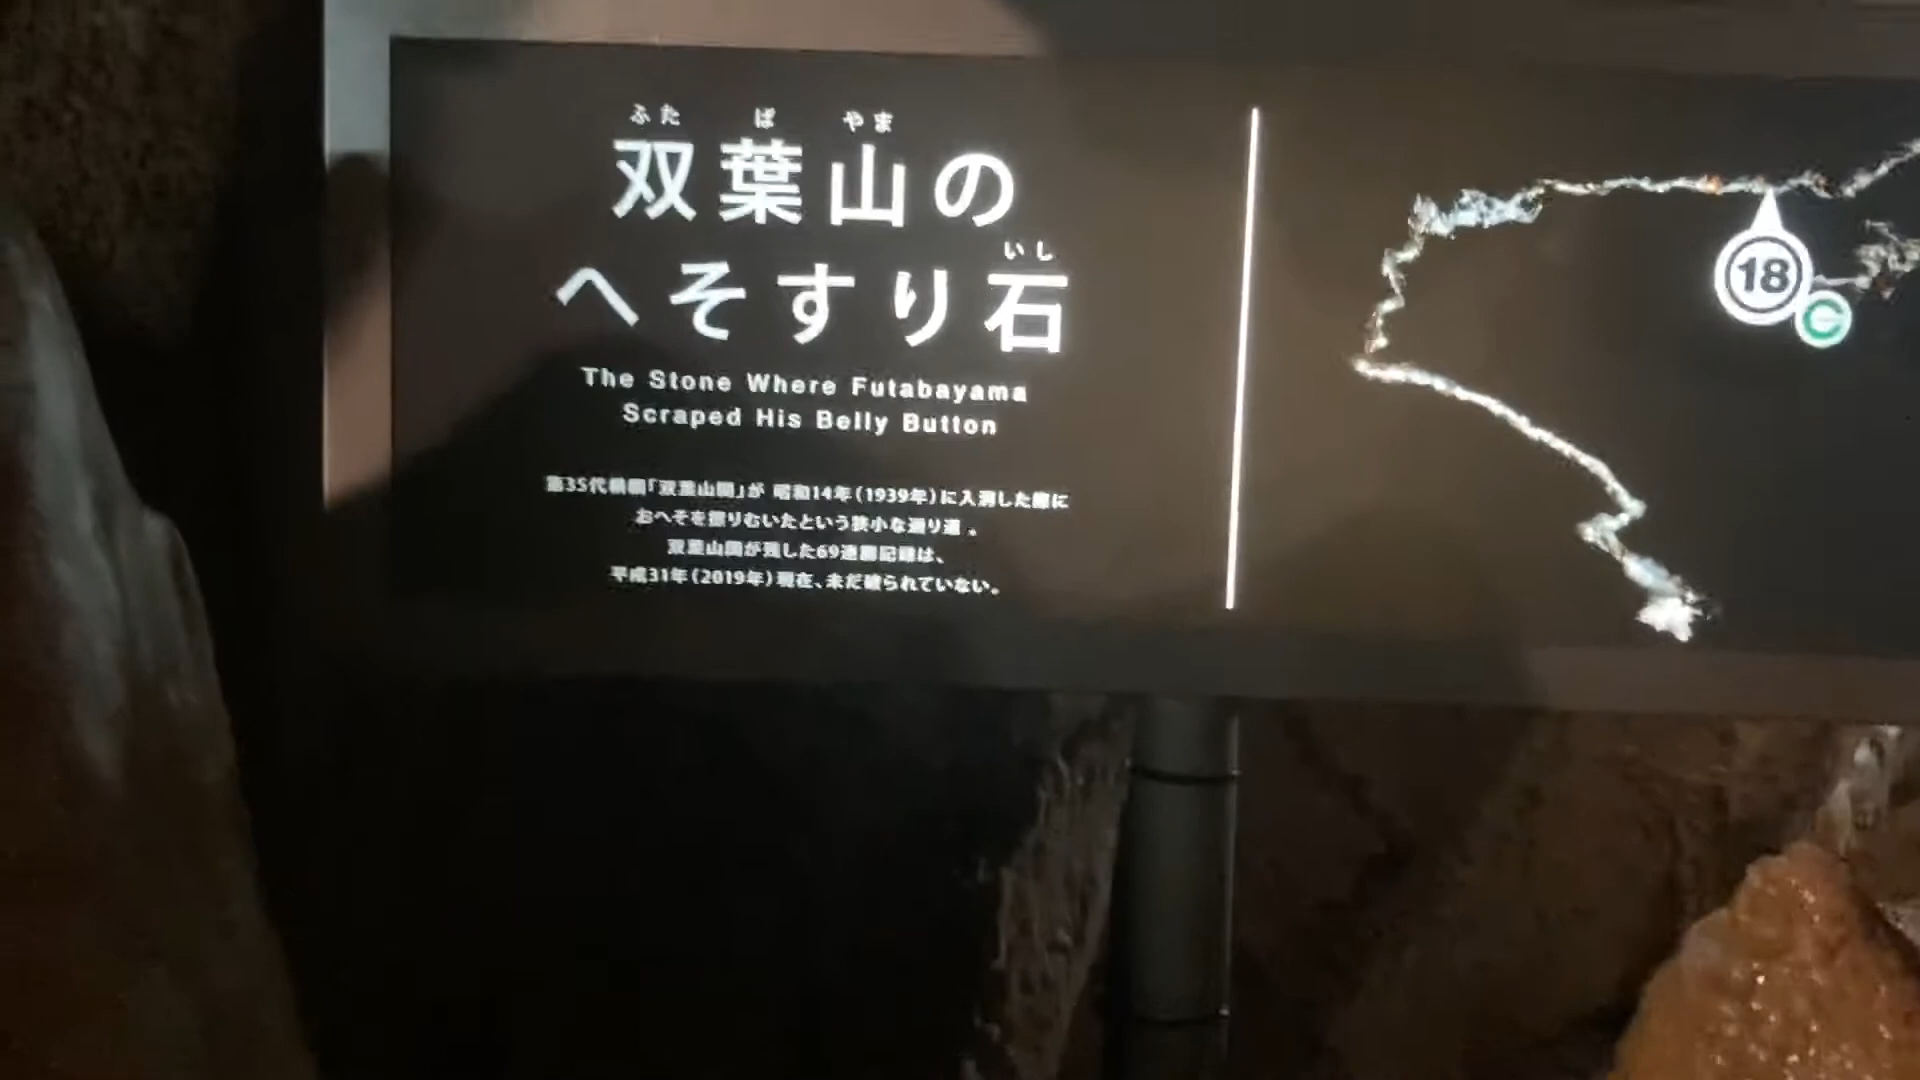 ふた ば やま
双葉山の
いし
へそすり石
The Stone Where Futabayama
Scraped His Belly Button
第35代横綱「双葉山関」が 昭和14年(1939年)に入洞した際に
おへそを擦りむいたという狭小な通り道 。
双葉山関が残した69連勝記録は、
平成31年(2019年)現在、未だ破られていない。
18